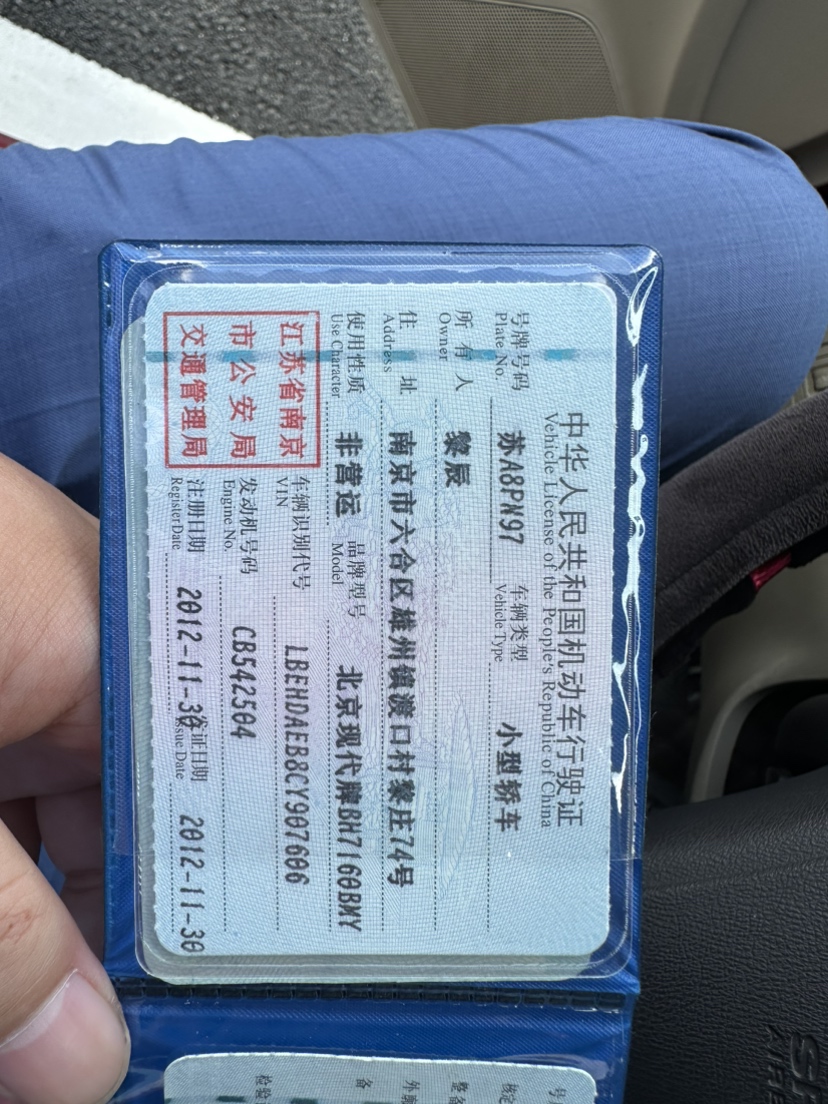 中华人民共和国机动车行驶证
Vehicle License of the People's Republic of China
号牌号码 苏A8PN97 车辆类型 小型轿车
Plate No. Vehicle Type
所有人 黎辰
Owner
住址 南京市六合区雄州镇渡口村黎庄74号
Address
使用性质 非营运 品牌型号 北京现代牌BH7160BMY
Use Character Model
江苏省南京
市公安局
交通管理局
车辆识别代号 LBEHDAEB8CY907606
VIN
发动机号码 CB542504
Engine No.
注册日期 2012-11-30 发证日期 2012-11-30
Register Date Issue Date